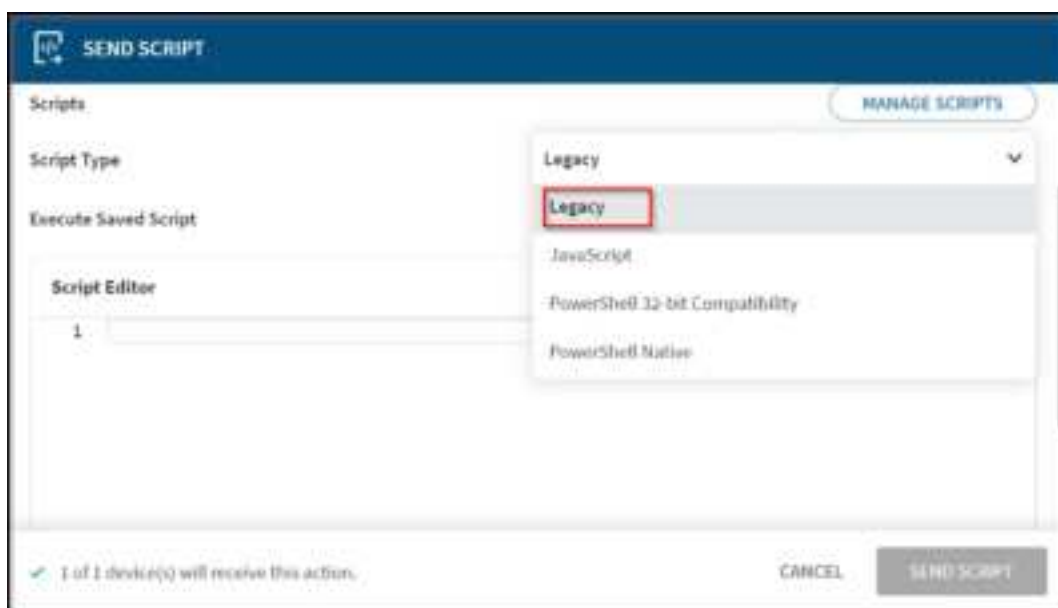 SEND SCRIPT
Scripts
MANAGE SCRIPTS
Script Type
Legacy
Legacy
Execute Saved Script
JavaScript
Script Editor
PowerShell 32-bit Compatibility
1
PowerShell Native
1 of 1 device(s) will receive this action.
CANCEL
SEND SCRIPT